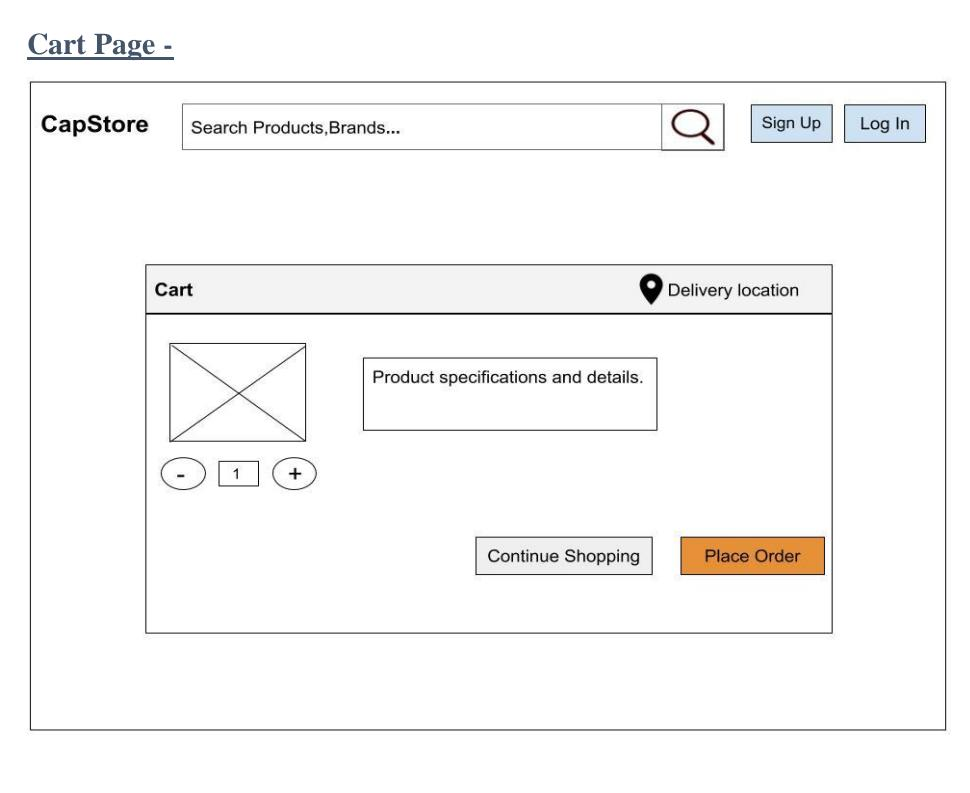 Cart Page -
CapStore
Search Products,Brands...
Sign Up
Log In
Cart
Delivery location
Product specifications and details.
- 1 +
Continue Shopping
Place Order